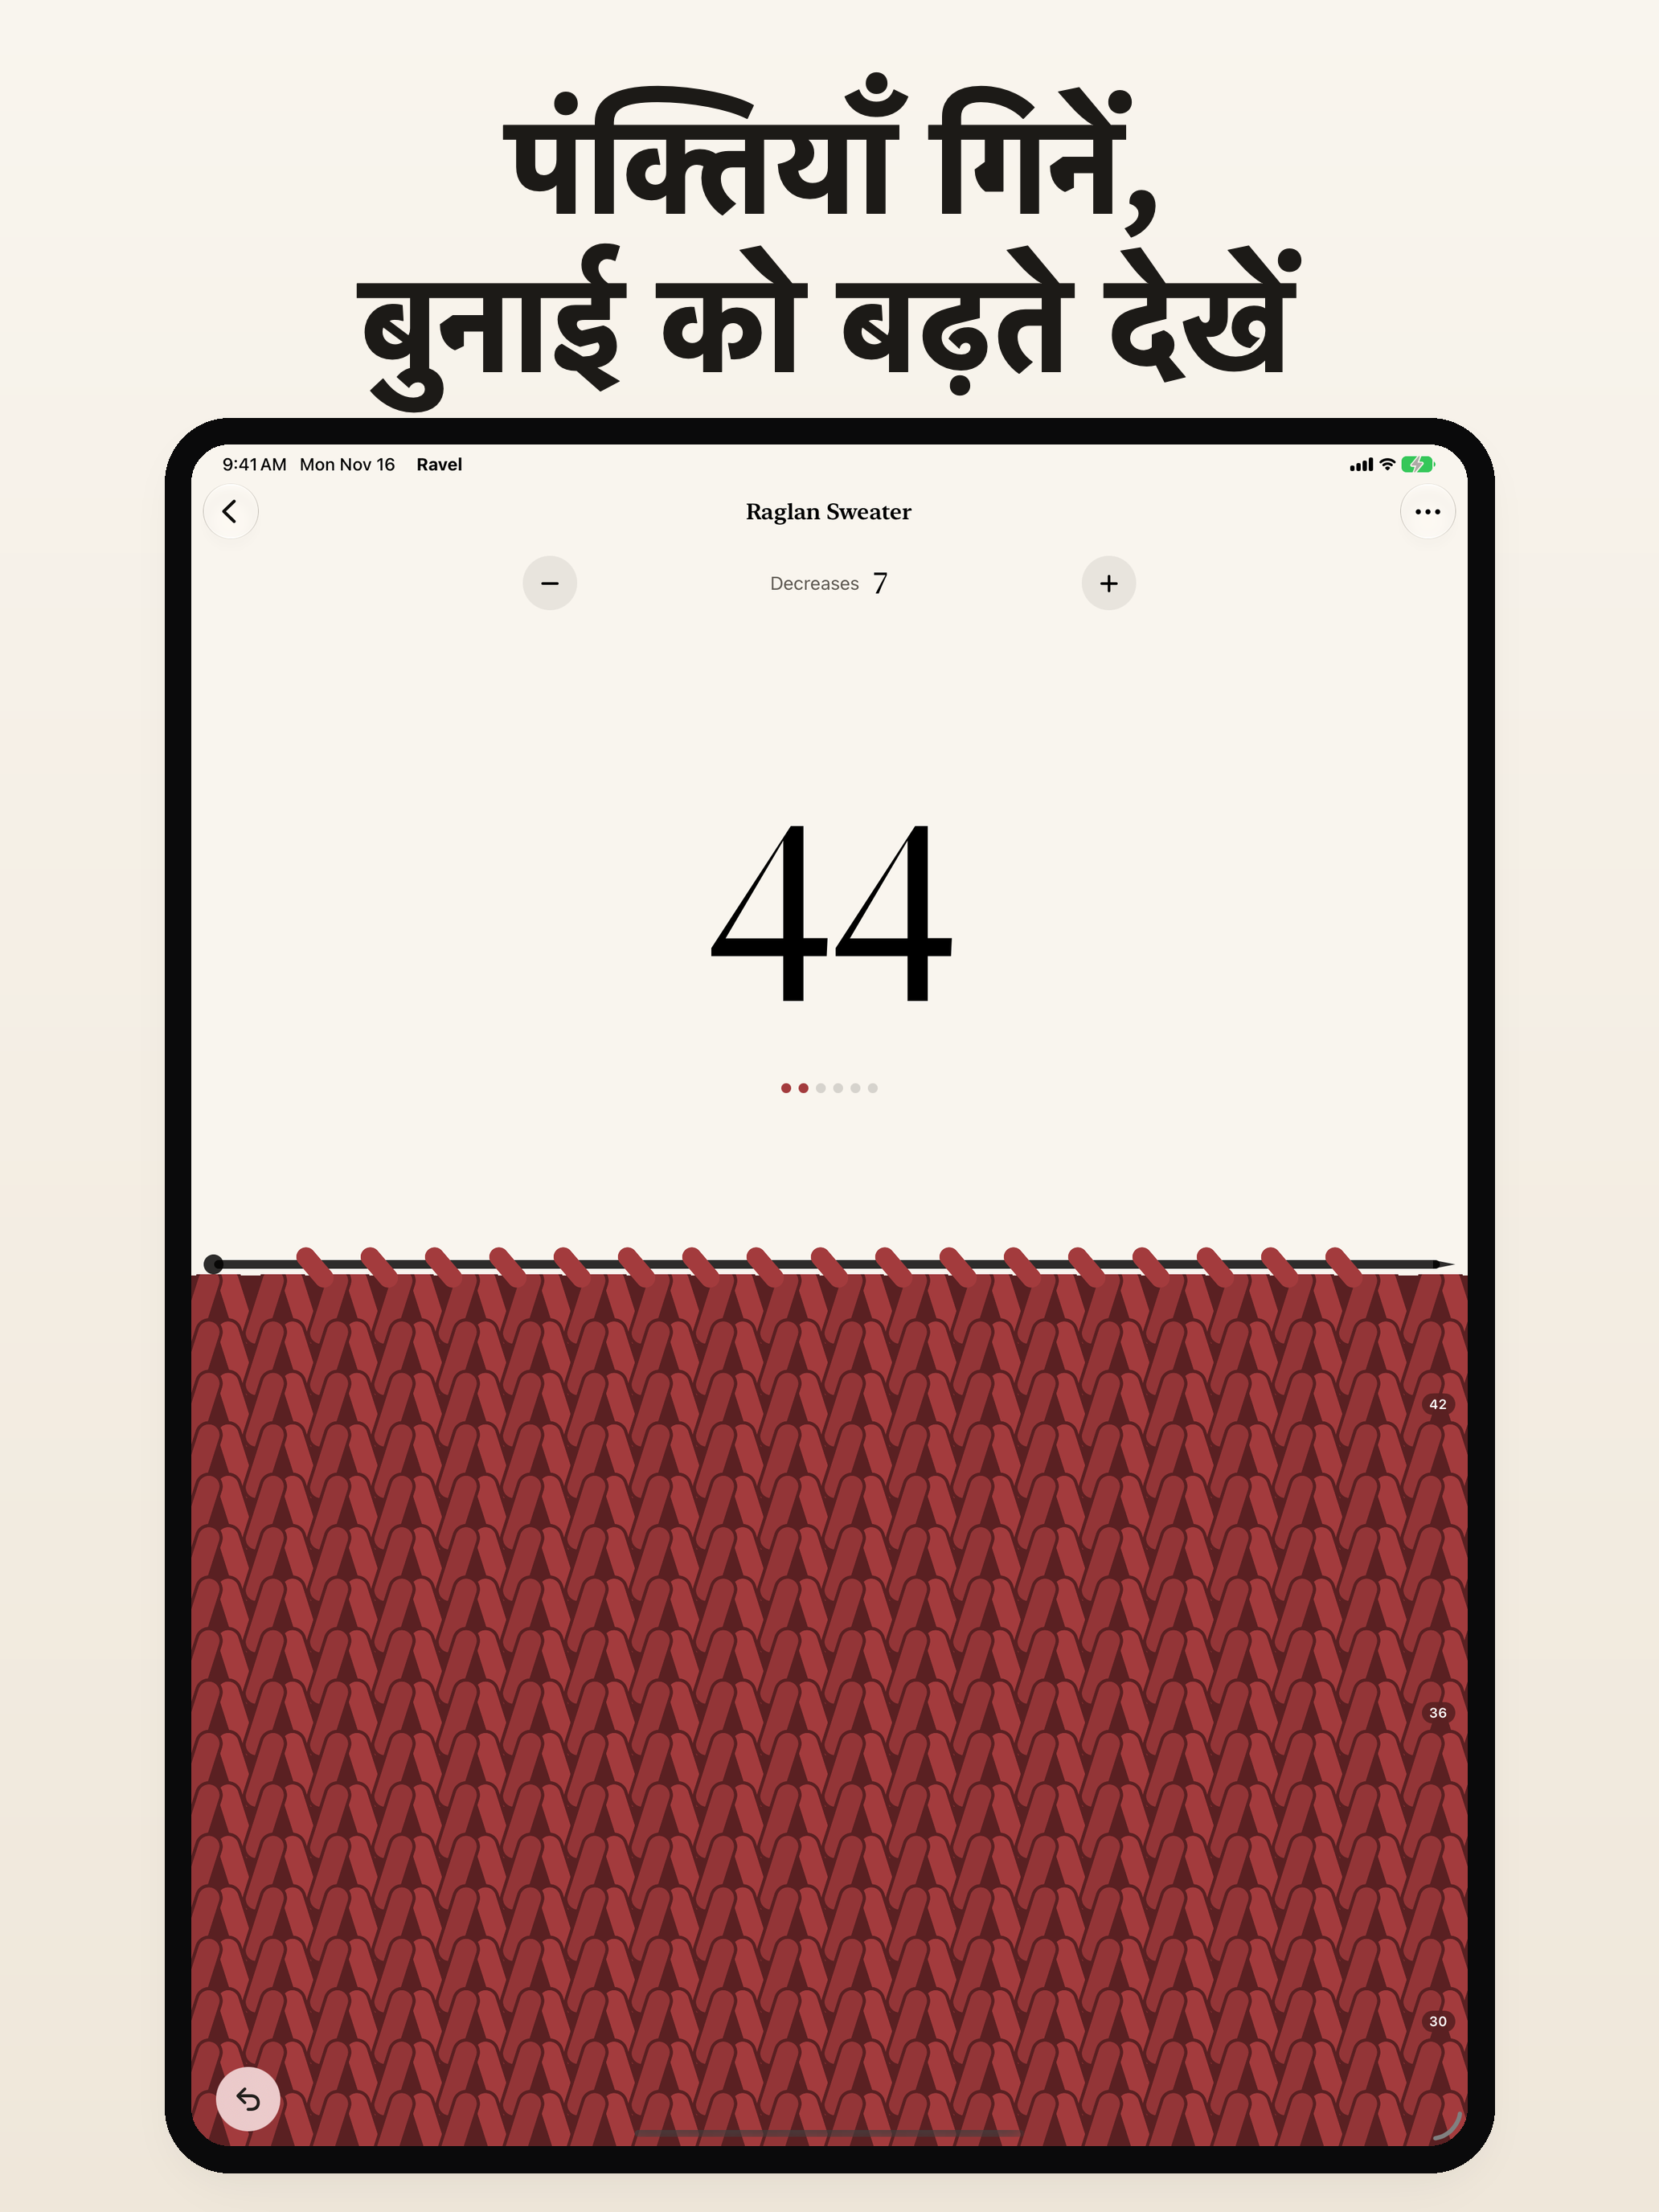 पंक्तियाँ गिनें,
बुनाई को बढ़ते देखें
9:41 AM Mon Nov 16 Ravel
Raglan Sweater
Decreases 7
44
42
36
30